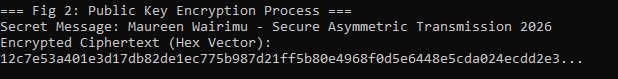 === Fig 2: Public Key Encryption Process ===
Secret Message: Maureen Wairimu - Secure Asymmetric Transmission 2026
Encrypted Ciphertext (Hex Vector):
12c7e53a401e3d17db82de1ec775b987d21ff5b80e4968f0d5e6448e5cda024ecdd2e3...